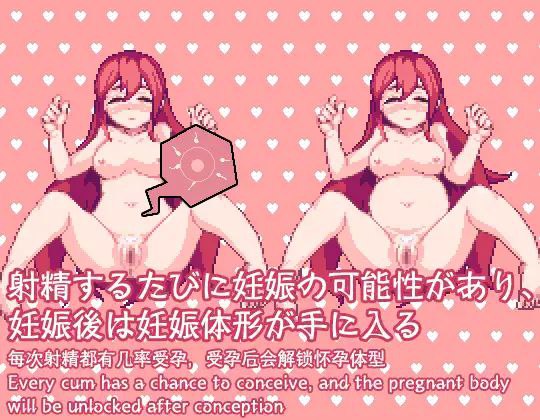 射精するたびに妊娠の可能性があり、
妊娠後は妊娠体形が手に入る
每次射精都有几率受孕，受孕后会解锁怀孕体型
Every cum has a chance to conceive, and the pregnant body
will be unlocked after conception